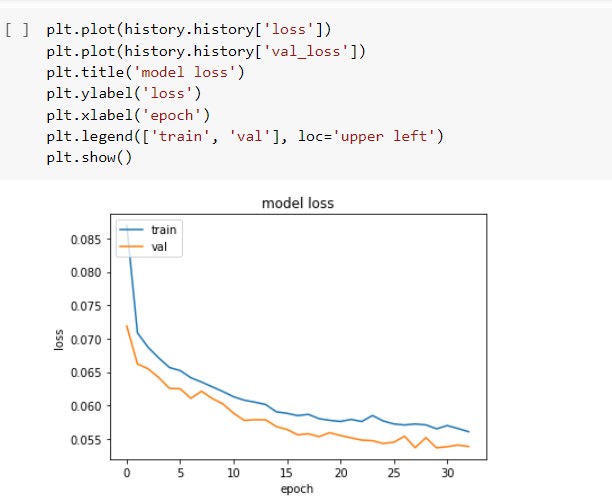 [ ] plt.plot(history.history['loss'])
plt.plot(history.history['val_loss'])
plt.title('model loss')
plt.ylabel('loss')
plt.xlabel('epoch')
plt.legend(['train', 'val'], loc='upper left')
plt.show()
model loss
train
val
0.085
0.080
0.075
0.070
0.065
0.060
0.055
loss
0 5 10 15 20 25 30
epoch